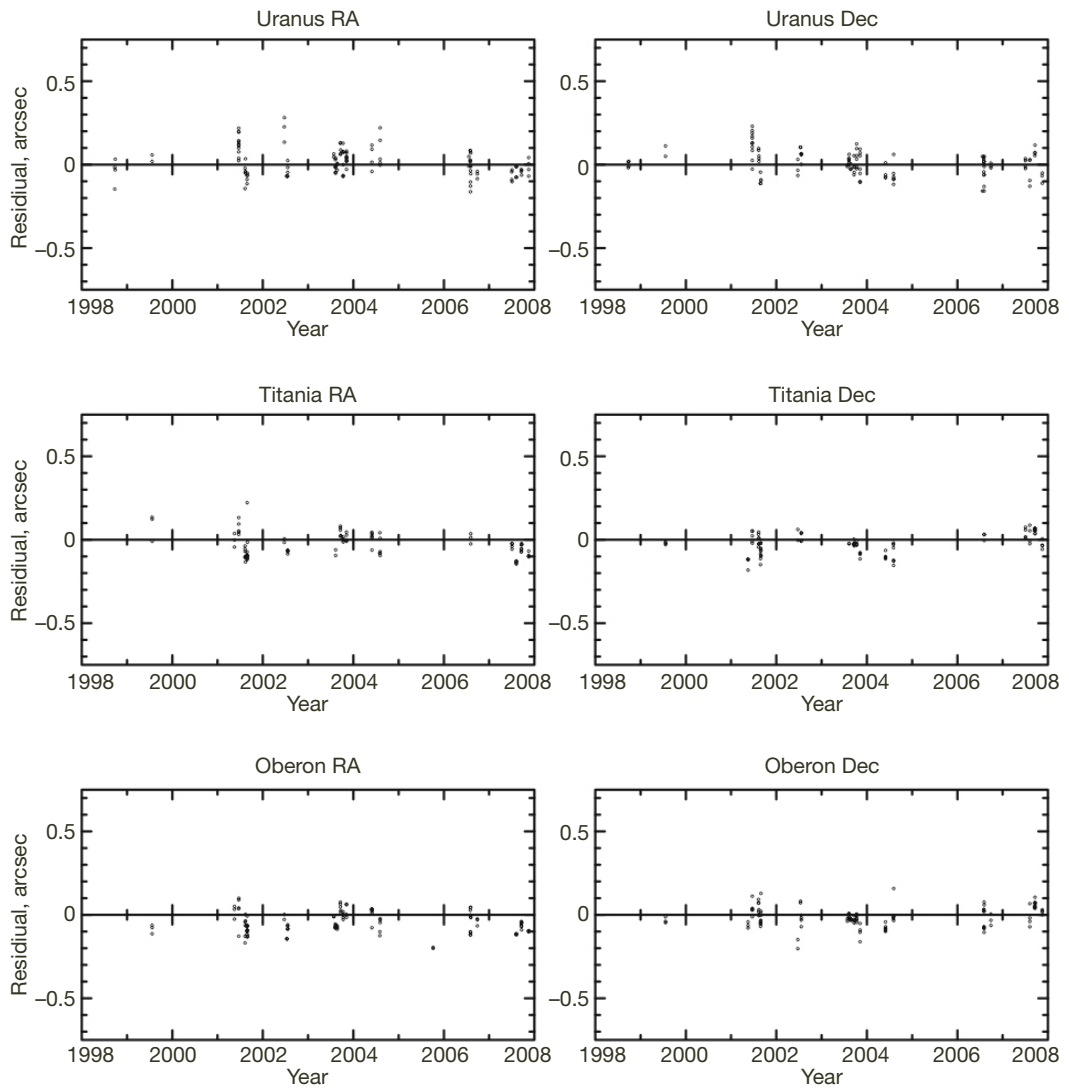 Uranus RA
Uranus Dec
Residiual, arcsec
0.5
0
–0.5
0.5
0
–0.5
1998 2000 2002 2004 2006 2008
1998 2000 2002 2004 2006 2008
Year
Year
Titania RA
Titania Dec
Residiual, arcsec
0.5
0
–0.5
0.5
0
–0.5
1998 2000 2002 2004 2006 2008
1998 2000 2002 2004 2006 2008
Year
Year
Oberon RA
Oberon Dec
Residiual, arcsec
0.5
0
–0.5
0.5
0
–0.5
1998 2000 2002 2004 2006 2008
1998 2000 2002 2004 2006 2008
Year
Year